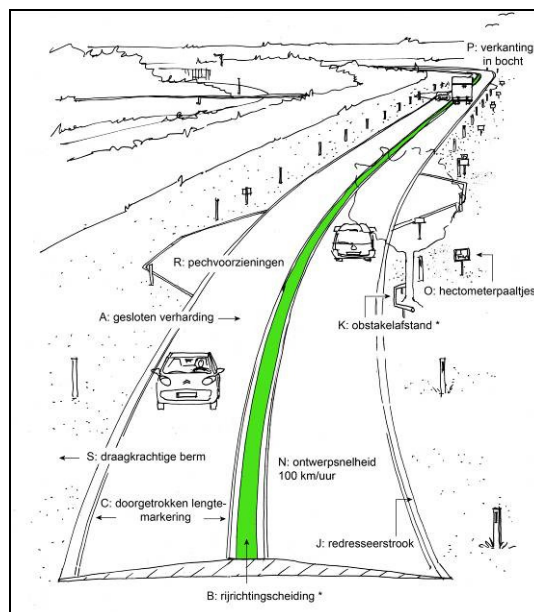 P: verkanting
in bocht
R: pechvoorzieningen
O: hectometerpaaltjes
A: gesloten verharding
K: obstakelafstand *
S: draagkrachtige berm
N: ontwerpsnelheid
100 km/uur
C: doorgetrokken lengte-
markering
J: redresseerstrook
B: rijrichtingscheiding *